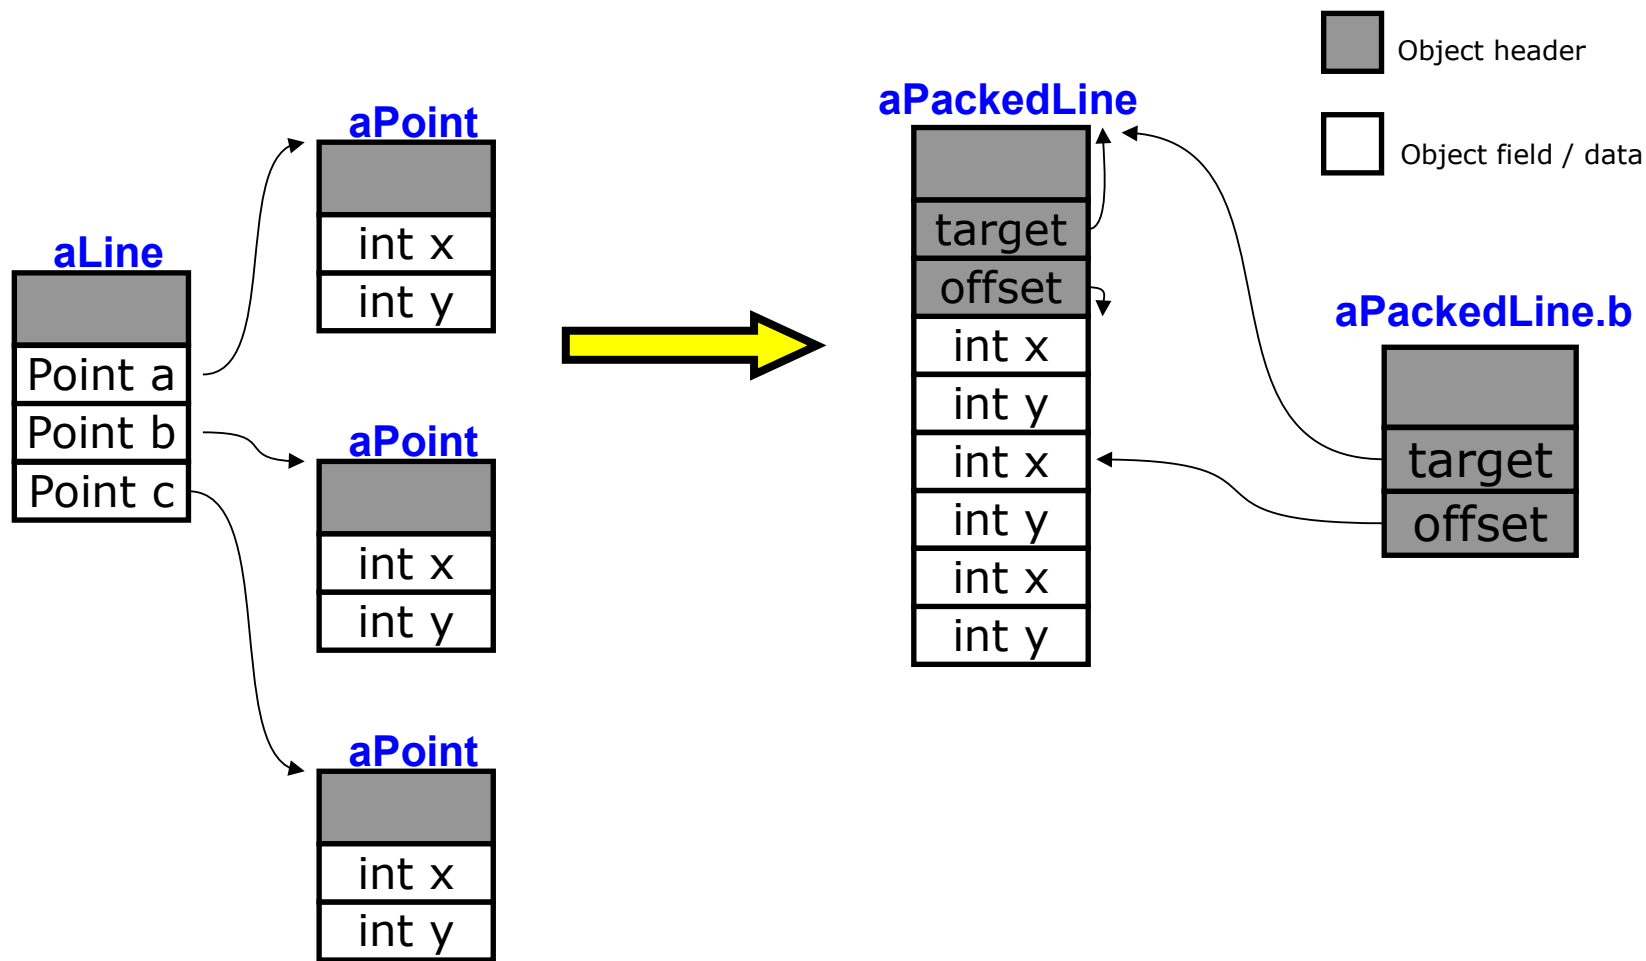 aLine
Point a
Point b
Point c
aPoint
int x
int y
aPoint
int x
int y
aPoint
int x
int y
aPackedLine
target
offset
int x
int y
int x
int y
int x
int y
aPackedLine.b
target
offset
Object header
Object field / data